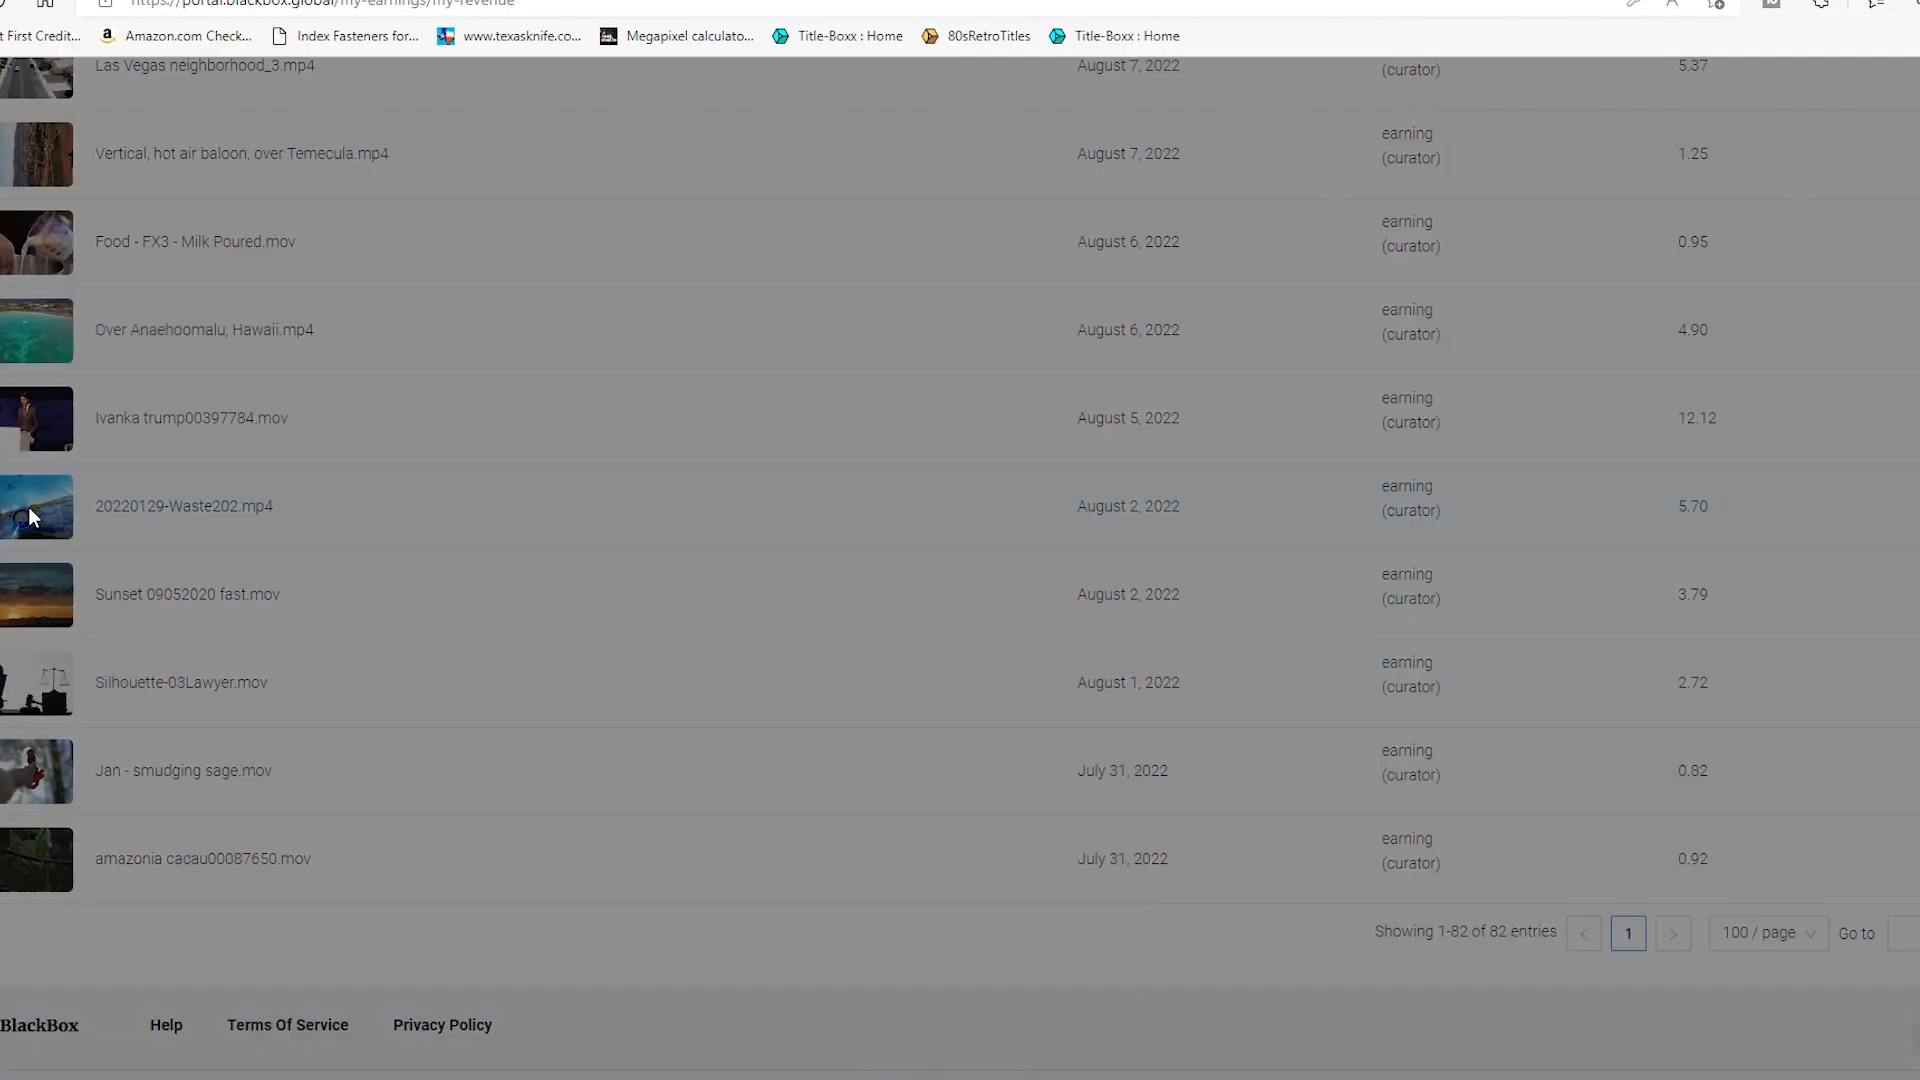 https://portal.blackbox.global/my-earnings/my-revenue
t First Credit... Amazon.com Check... Index Fasteners for... www.texasknife.co... Megapixel calculato... Title-Boxx : Home 80sRetroTitles Title-Boxx : Home
Las Vegas neighborhood_3.mp4 August 7, 2022 (curator) 5.37
Vertical, hot air baloon, over Temecula.mp4 August 7, 2022 earning (curator) 1.25
Food - FX3 - Milk Poured.mov August 6, 2022 earning (curator) 0.95
Over Anaehoomalu, Hawaii.mp4 August 6, 2022 earning (curator) 4.90
Ivanka trump00397784.mov August 5, 2022 earning (curator) 12.12
20220129-Waste202.mp4 August 2, 2022 earning (curator) 5.70
Sunset 09052020 fast.mov August 2, 2022 earning (curator) 3.79
Silhouette-03Lawyer.mov August 1, 2022 earning (curator) 2.72
Jan - smudging sage.mov July 31, 2022 earning (curator) 0.82
amazonia cacau00087650.mov July 31, 2022 earning (curator) 0.92
Showing 1-82 of 82 entries < 1 > 100 / page Go to
BlackBox Help Terms Of Service Privacy Policy